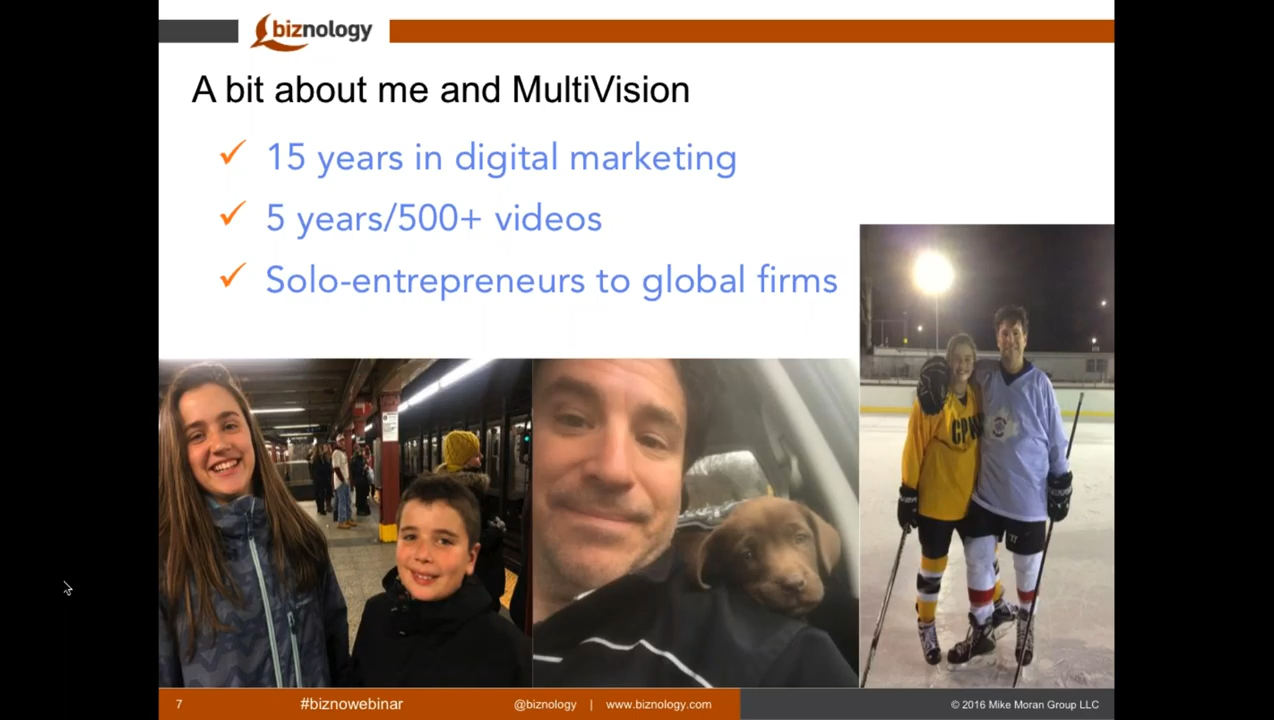 biznology
A bit about me and MultiVision
✓ 15 years in digital marketing
✓ 5 years/500+ videos
✓ Solo-entrepreneurs to global firms
7
#biznowebinar
@biznology | www.biznology.com
© 2016 Mike Moran Group LLC